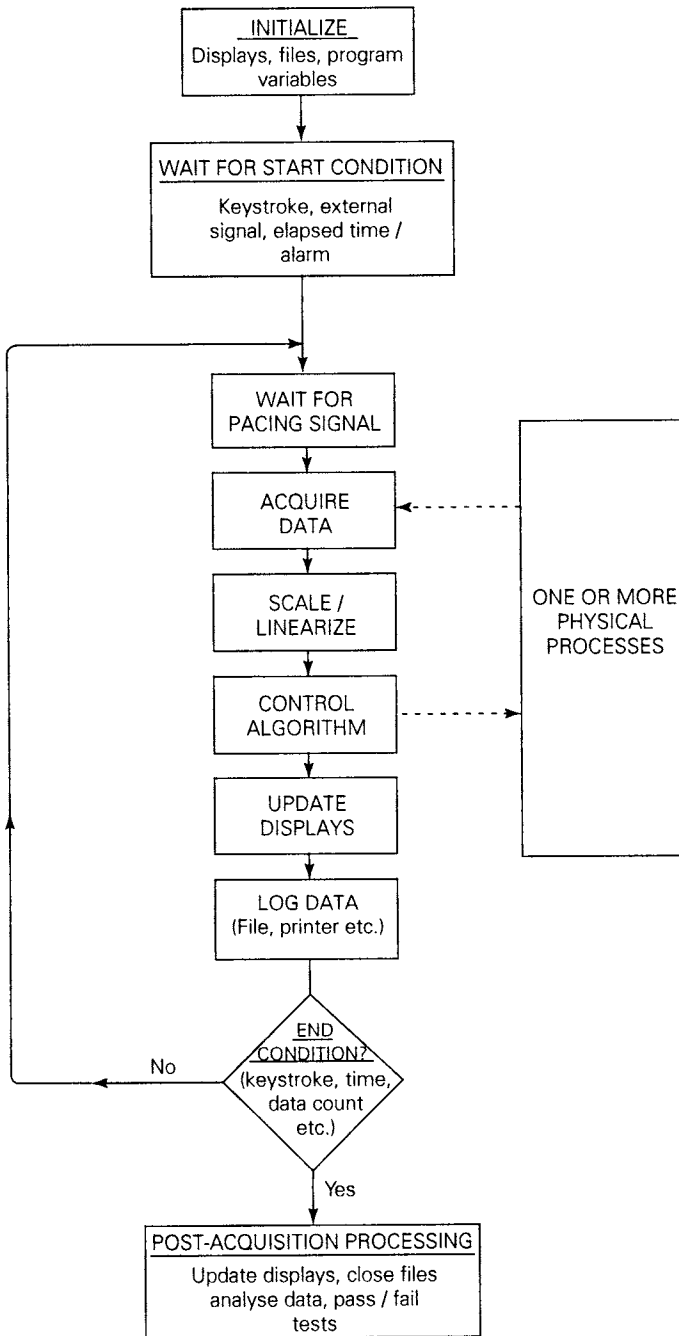 INITIALIZE
Displays, files, program
variables
WAIT FOR START CONDITION
Keystroke, external
signal, elapsed time /
alarm
WAIT FOR
PACING SIGNAL
ACQUIRE
DATA
SCALE /
LINEARIZE
CONTROL
ALGORITHM
UPDATE
DISPLAYS
LOG DATA
(File, printer etc.)
ONE OR MORE
PHYSICAL
PROCESSES
END
CONDITION?
(keystroke, time,
data count
etc.)
No
Yes
POST-ACQUISITION PROCESSING
Update displays, close files
analyse data, pass / fail
tests